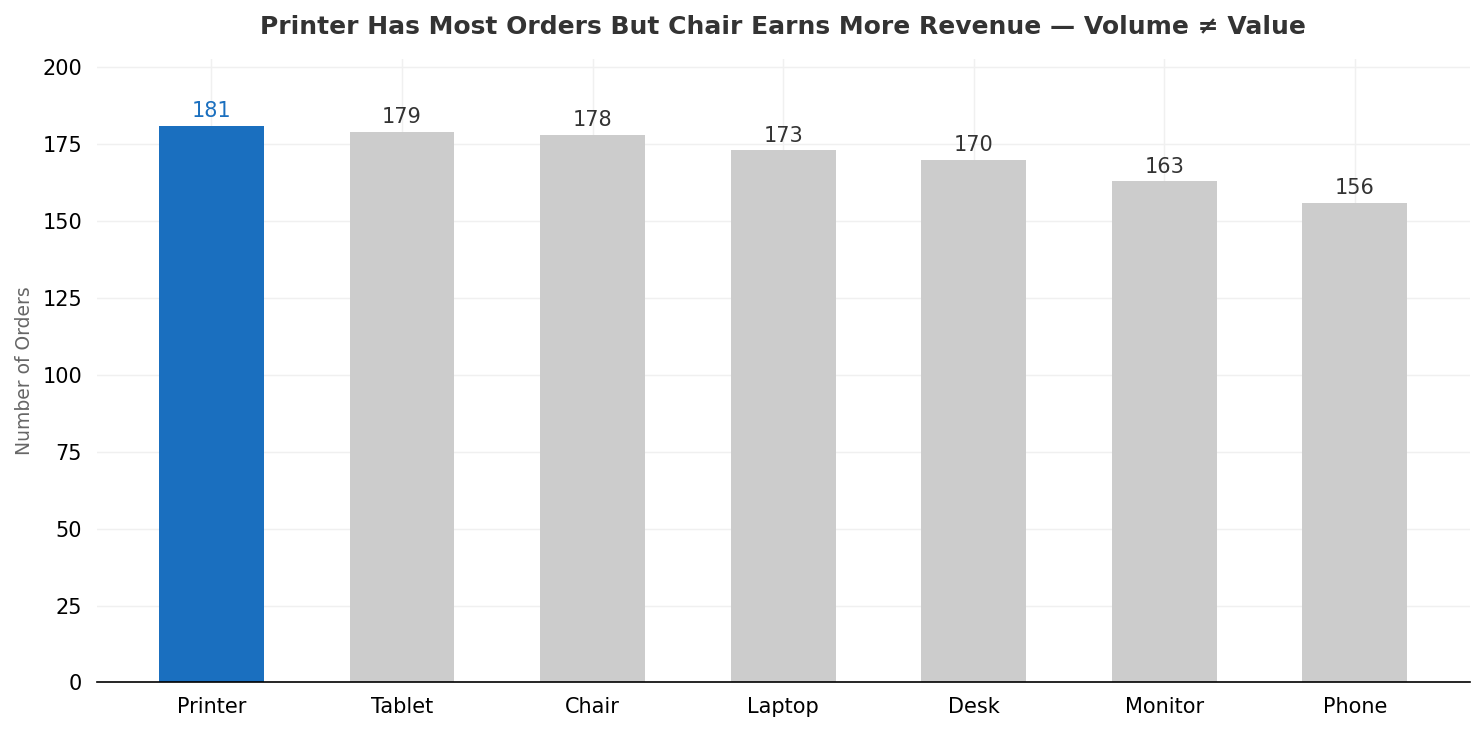 Printer Has Most Orders But Chair Earns More Revenue — Volume ≠ Value
Number of Orders
200
175
150
125
100
75
50
25
0
181
179
178
173
170
163
156
Printer
Tablet
Chair
Laptop
Desk
Monitor
Phone